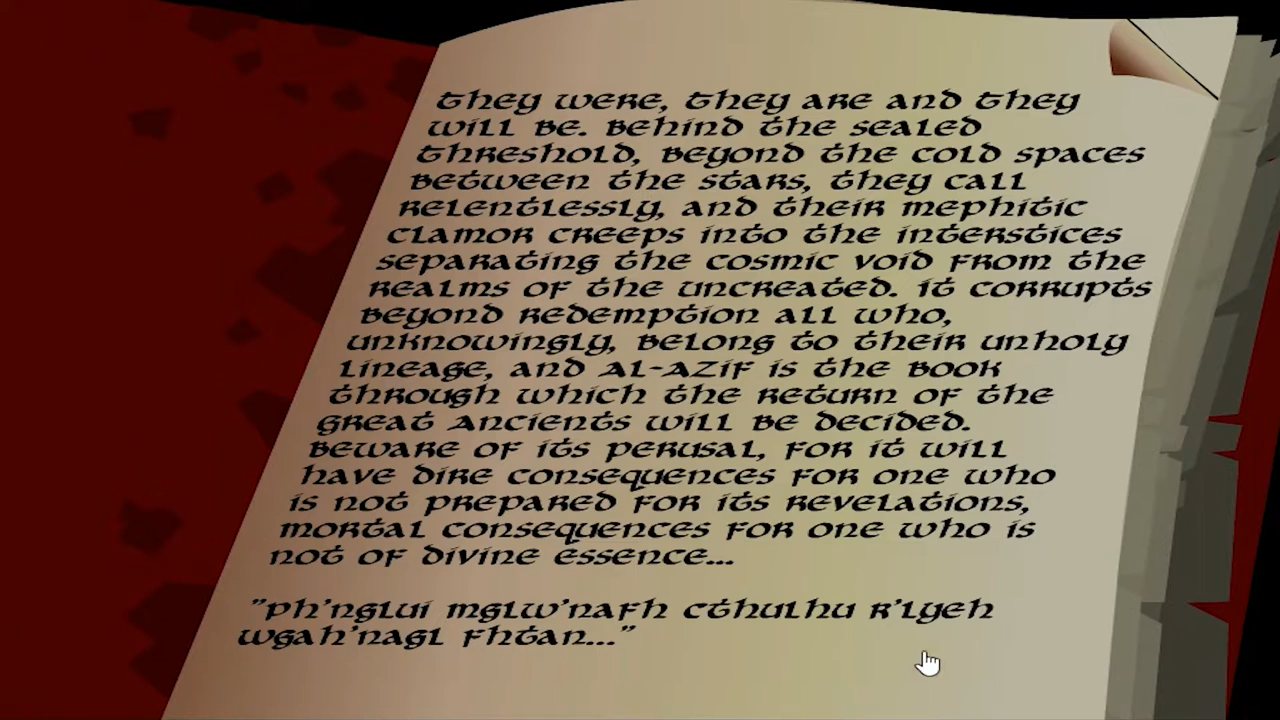 They were, they are and they
will be. Behind the sealed
threshold, beyond the cold spaces
between the stars, they call
relentlessly, and their mephitic
clamor creeps into the interstices
separating the cosmic void from the
realms of the uncreated. It corrupts
beyond redemption all who,
unknowingly, belong to their unholy
lineage, and Al-Azif is the book
through which the return of the
Great Ancients will be decided.
Beware of its perusal, for it will
have dire consequences for one who
is not prepared for its revelations,
mortal consequences for one who is
not of divine essence...
"Ph'nglui mglw'nafh Cthulhu R'lyeh
wgah'nagl fhtan..."